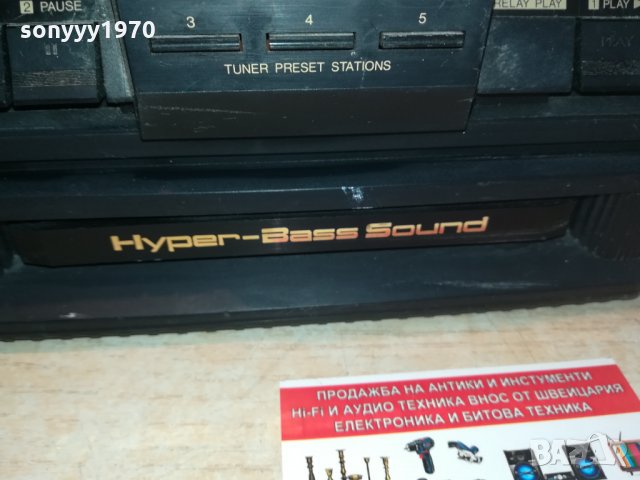 sonyyy1970
2 PAUSE
RELAY PLAY
1 PLAY
3 4 5
TUNER PRESET STATIONS
Hyper-Bass Sound
ПРОДАЖБА НА АНТИКИ И ИНСТУМЕНТИ
Hi-Fi И АУДИО ТЕХНИКА ВНОС ОТ ШВЕЙЦАРИЯ
ЕЛЕКТРОНИКА И БИТОВА ТЕХНИКА
bazar